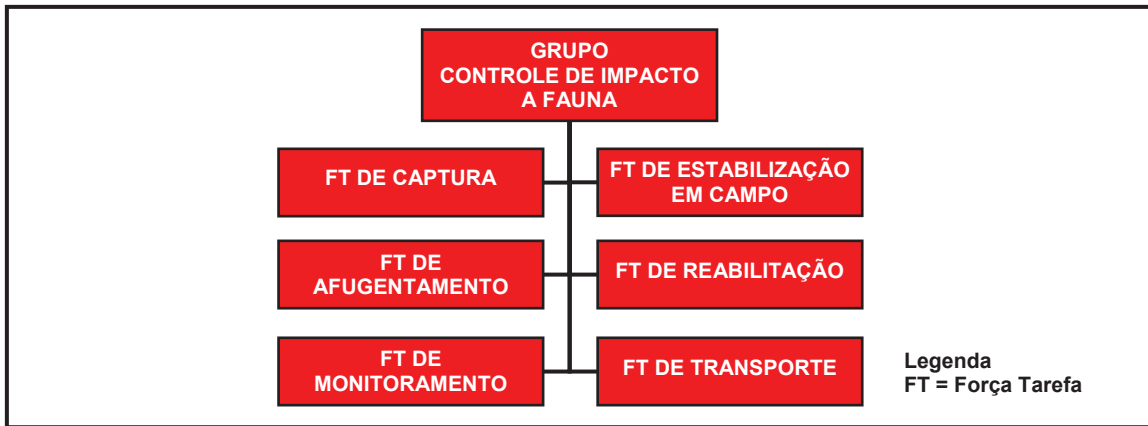 GRUPO
CONTROLE DE IMPACTO
A FAUNA
FT DE CAPTURA
FT DE ESTABILIZAÇÃO
EM CAMPO
FT DE
AFUGENTAMENTO
FT DE REABILITAÇÃO
FT DE
MONITORAMENTO
FT DE TRANSPORTE
Legenda
FT = Força Tarefa